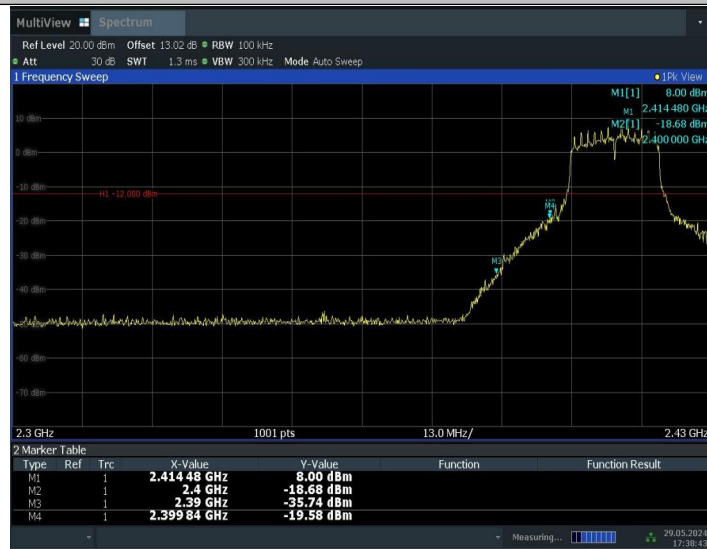 MultiView Spectrum
Ref Level 20.00 dBm Offset 13.02 dB RBW 100 kHz
Att 30 dB SWT 1.3 ms VBW 300 kHz Mode Auto Sweep
1 Frequency Sweep 1Pk View
M1[1] 8.00 dBm
M1 2.414 480 GHz
10 dBm
M2[1] -18.68 dBm
2.400 000 GHz
0 dBm
-10 dBm
H1 -12.000 dBm
M4
-20 dBm
-30 dBm
M3
-40 dBm
-60 dBm
-70 dBm
2.3 GHz 1001 pts 13.0 MHz/ 2.43 GHz
2 Marker Table
Type Ref Trc X-Value Y-Value Function Function Result
M1 1 2.414 48 GHz 8.00 dBm
M2 1 2.4 GHz -18.68 dBm
M3 1 2.39 GHz -35.74 dBm
M4 1 2.399 84 GHz -19.58 dBm
Measuring... 29.05.2024
17:38:43